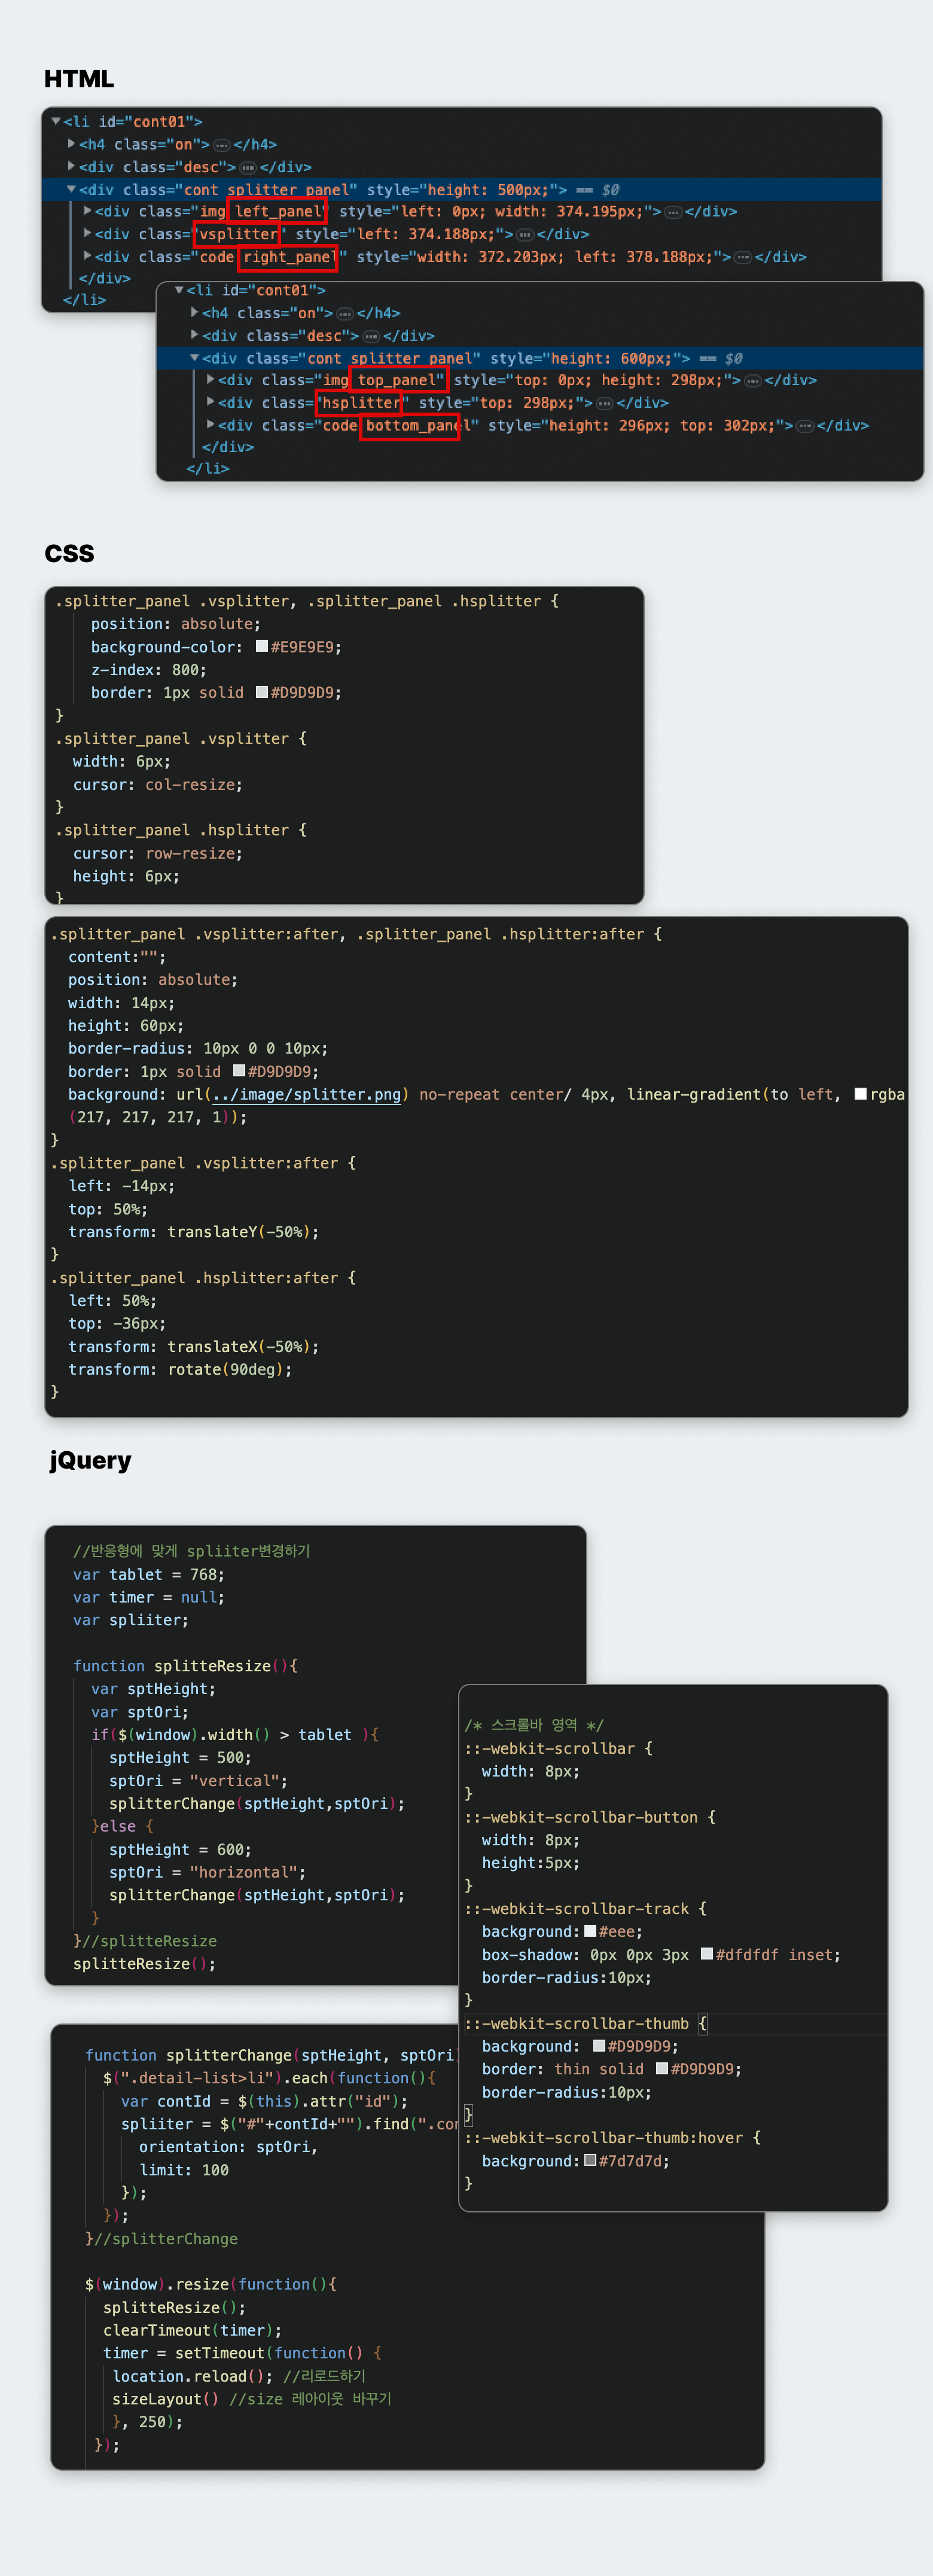 HTML
▼<li id="cont01">
▶<h4 class="on">⋯</h4>
▶<div class="desc">⋯</div>
▼<div class="cont splitter_panel" style="height: 500px;"> == $0
▶<div class="img left_panel" style="left: 0px; width: 374.195px;">⋯</div>
▶<div class="vsplitter" style="left: 374.188px;">⋯</div>
▶<div class="code right_panel" style="width: 372.203px; left: 378.188px;">⋯</div>
</div>
</li>
▼<li id="cont01">
▶<h4 class="on">⋯</h4>
▶<div class="desc">⋯</div>
▼<div class="cont splitter_panel" style="height: 600px;"> == $0
▶<div class="img top_panel" style="top: 0px; height: 298px;">⋯</div>
▶<div class="hsplitter" style="top: 298px;">⋯</div>
▶<div class="code bottom_panel" style="height: 296px; top: 302px;">⋯</div>
</div>
</li>
CSS
.splitter_panel .vsplitter, .splitter_panel .hsplitter {
position: absolute;
background-color: #E9E9E9;
z-index: 800;
border: 1px solid #D9D9D9;
}
.splitter_panel .vsplitter {
width: 6px;
cursor: col-resize;
}
.splitter_panel .hsplitter {
cursor: row-resize;
height: 6px;
}
.splitter_panel .vsplitter:after, .splitter_panel .hsplitter:after {
content:"";
position: absolute;
width: 14px;
height: 60px;
border-radius: 10px 0 0 10px;
border: 1px solid #D9D9D9;
background: url(../image/splitter.png) no-repeat center/ 4px, linear-gradient(to left, rgba
(217, 217, 217, 1));
}
.splitter_panel .vsplitter:after {
left: -14px;
top: 50%;
transform: translateY(-50%);
}
.splitter_panel .hsplitter:after {
left: 50%;
top: -36px;
transform: translateX(-50%);
transform: rotate(90deg);
}
jQuery
//반응형에 맞게 spliiter변경하기
var tablet = 768;
var timer = null;
var spliiter;
function splitteResize(){
var sptHeight;
var sptOri;
if($(window).width() > tablet ){
sptHeight = 500;
sptOri = "vertical";
splitterChange(sptHeight,sptOri);
}else {
sptHeight = 600;
sptOri = "horizontal";
splitterChange(sptHeight,sptOri);
}
}//splitteResize
splitteResize();
/* 스크롤바 영역 */
::-webkit-scrollbar {
width: 8px;
}
::-webkit-scrollbar-button {
width: 8px;
height:5px;
}
::-webkit-scrollbar-track {
background: #eee;
box-shadow: 0px 0px 3px #dfdfdf inset;
border-radius:10px;
}
::-webkit-scrollbar-thumb {
background: #D9D9D9;
border: thin solid #D9D9D9;
border-radius:10px;
}
::-webkit-scrollbar-thumb:hover {
background: #7d7d7d;
}
function splitterChange(sptHeight, sptOri)
$(".detail-list>li").each(function(){
var contId = $(this).attr("id");
spliiter = $("#"+contId+"").find(".con
orientation: sptOri,
limit: 100
});
});
}//splitterChange
$(window).resize(function(){
splitteResize();
clearTimeout(timer);
timer = setTimeout(function() {
location.reload(); //리로드하기
sizeLayout() //size 레아이웃 바꾸기
}, 250);
});